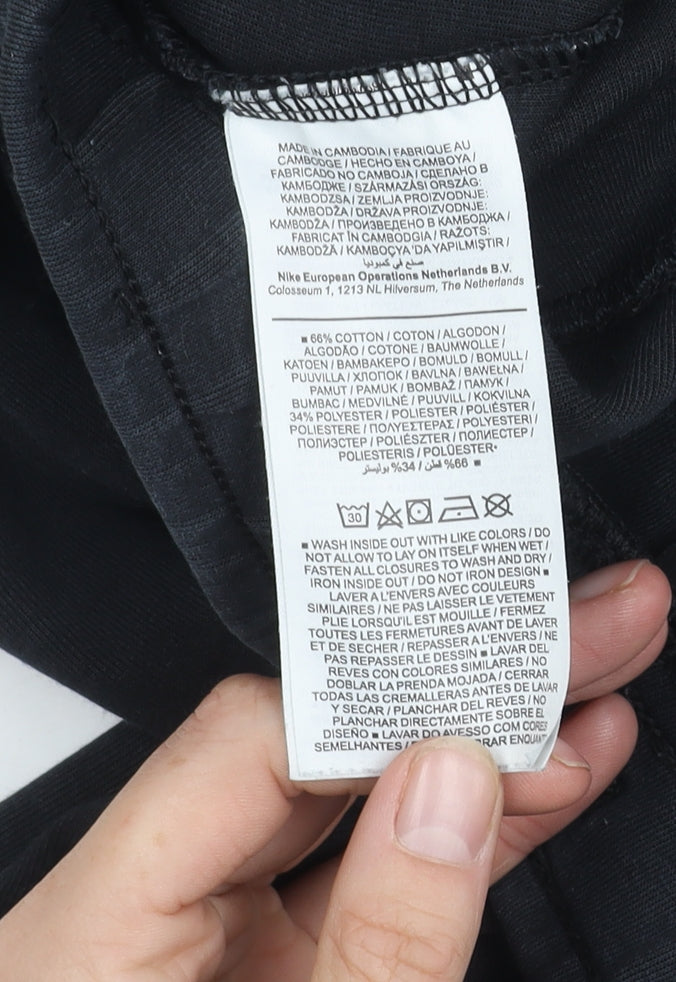 MADE IN CAMBODIA / FABRIQUE AU
CAMBODGE / HECHO EN CAMBOYA /
FABRICADO NO CAMBOJA / СДЕЛАНО В
КАМБОДЖЕ / SZÁRMAZÁSI ORSZÁG:
KAMBODZSA / ZEMLJA PROIZVODNJE:
KAMBODŽA / DRŽAVA PROIZVODNJE:
KAMBODŽA / ПРОИЗВЕДЕНО В КАМБОДЖА /
FABRICAT ÎN CAMBODGIA / RAŽOTS:
KAMBODŽĀ / KAMBOÇYA 'DA YAPILMIŞTIR /
صنع في كمبوديا
Nike European Operations Netherlands B.V.
Colosseum 1, 1213 NL Hilversum, The Netherlands
■ 66% COTTON / COTON / ALGODON /
ALGODÃO / COTONE / BAUMWOLLE /
KATOEN / ΒΑΜΒΑΚΕΡΟ / BOMULD / BOMULL /
PUUVILLA / ХЛОПОК / BAVLNA / BAWEŁNA /
PAMUT / PAMUK / BOMBAŽ / ПАМУК /
BUMBAC / MEDVILNĖ / PUUVILL / KOKVILNA
34% POLYESTER / POLIESTER / POLIÉSTER /
POLIESTERE / ΠΟΛΥΕΣΤΕΡΑΣ / POLYESTERI /
ПОЛИЭСТЕР / POLIÉSZTER / ПОЛИЕСТЕР /
POLIESTERIS / POLÜESTER
66% قطن / 34% بوليستر ■
30
■ WASH INSIDE OUT WITH LIKE COLORS / DO
NOT ALLOW TO LAY ON ITSELF WHEN WET /
FASTEN ALL CLOSURES TO WASH AND DRY /
IRON INSIDE OUT / DO NOT IRON DESIGN ■
LAVER A L'ENVERS AVEC COULEURS
SIMILAIRES / NE PAS LAISSER LE VETEMENT
PLIE LORSQU'IL EST MOUILLE / FERMEZ
TOUTES LES FERMETURES AVANT DE LAVER
ET DE SECHER / REPASSER A L'ENVERS / NE
PAS REPASSER LE DESSIN ■ LAVAR DEL
REVES CON COLORES SIMILARES / NO
DOBLAR LA PRENDA MOJADA / CERRAR
TODAS LAS CREMALLERAS ANTES DE LAVAR
Y SECAR / PLANCHAR DEL REVES / NO
PLANCHAR DIRECTAMENTE SOBRE EL
DISEÑO ■ LAVAR DO AVESSO COM CORES
SEMELHANTES /